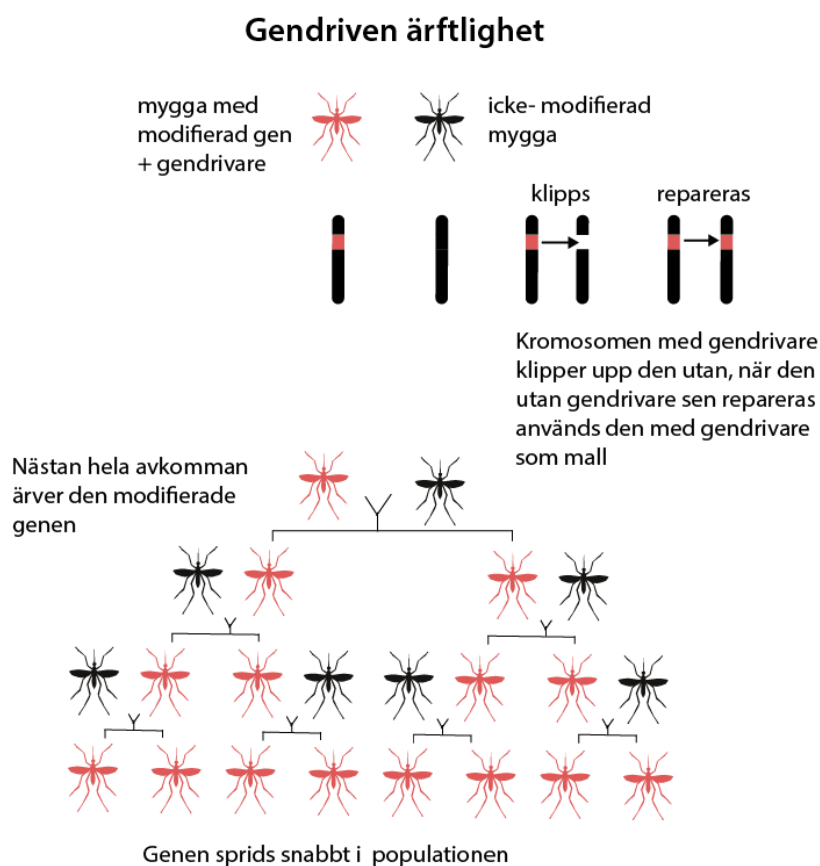 Gendriven ärftlighet
mygga med
modifierad gen
+ gendrivare
icke- modifierad
mygga
klipps
repareras
Kromosomen med gendrivare
klipper upp den utan, när den
utan gendrivare sen repareras
används den med gendrivare
som mall
Nästan hela avkomman
ärver den modifierade
genen
Genen sprids snabbt i populationen